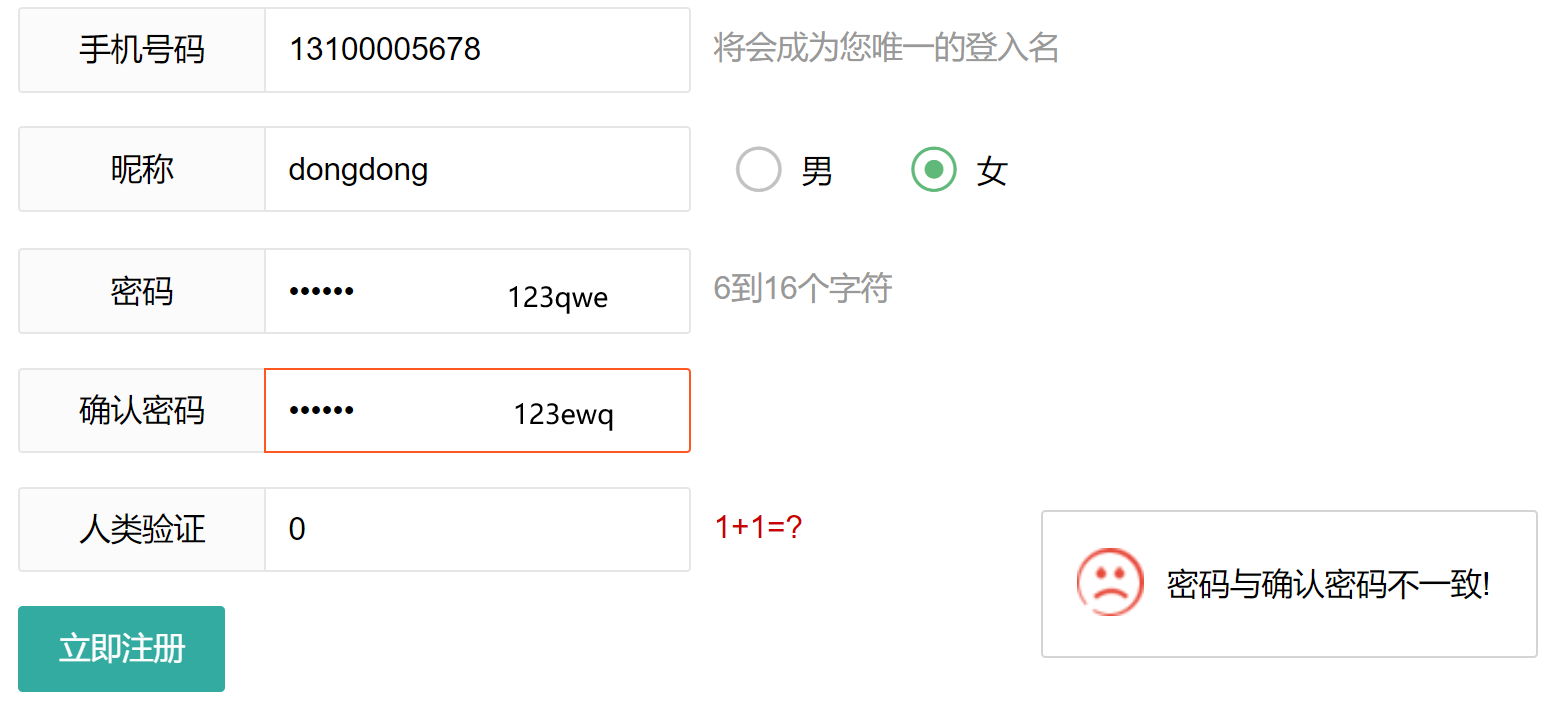 手机号码 13100005678 将会成为您唯一的登入名
昵称 dongdong 男 女
密码 •••••• 123qwe 6到16个字符
确认密码 •••••• 123ewq
人类验证 0 1+1=?
密码与确认密码不一致!
立即注册